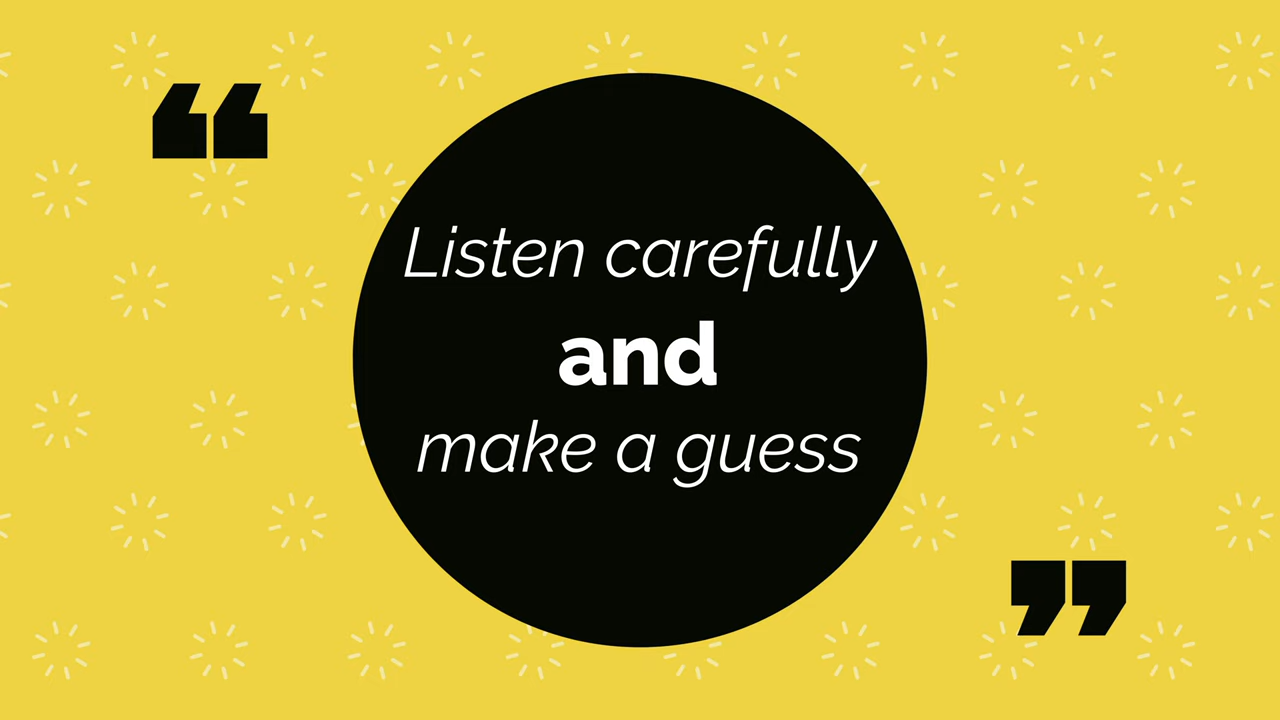 “
Listen carefully
and
make a guess
”